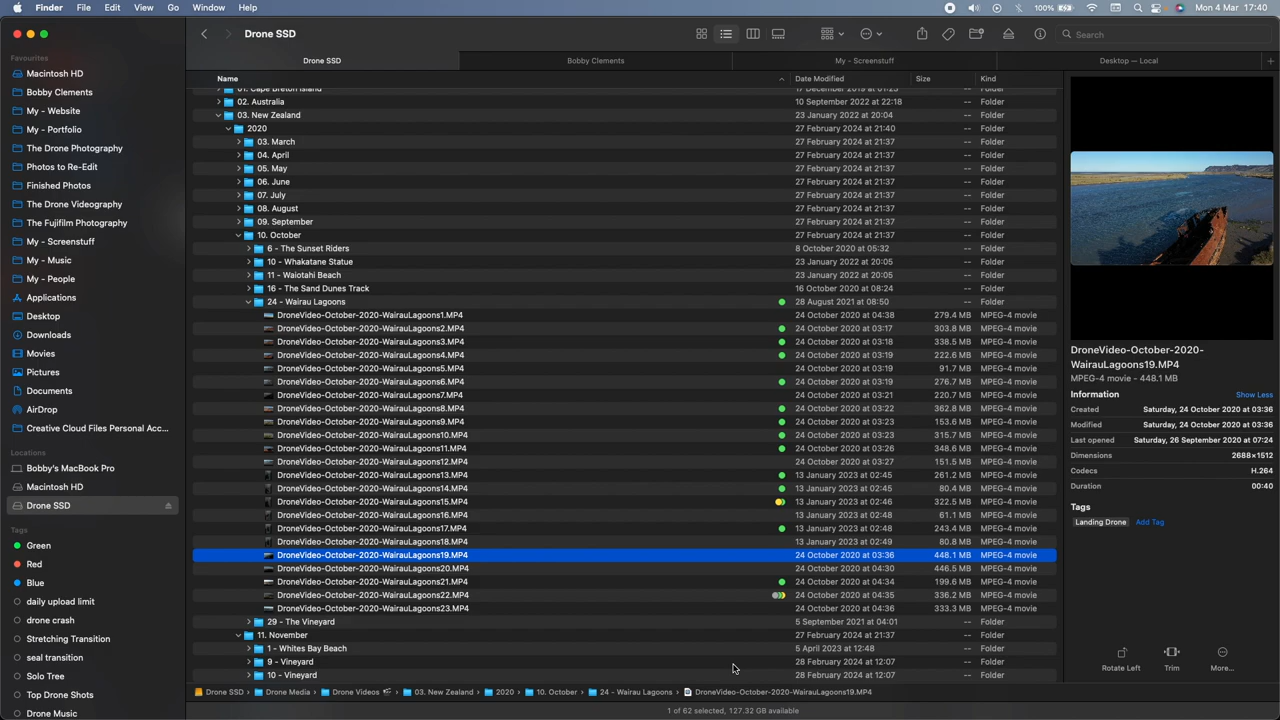 Finder File Edit View Go Window Help 100% Mon 4 Mar 17:40
Drone SSD Search
Drone SSD Bobby Clements My - Screenstuff Desktop — Local
Favourites
Macintosh HD
Bobby Clements
My - Website
My - Portfolio
The Drone Photography
Photos to Re-Edit
Finished Photos
The Drone Videography
The Fujifilm Photography
My - Screenstuff
My - Music
My - People
Applications
Desktop
Downloads
Movies
Pictures
Documents
AirDrop
Creative Cloud Files Personal Acc...
Locations
Bobby's MacBook Pro
Macintosh HD
Drone SSD
Tags
Green
Red
Blue
daily upload limit
drone crash
Stretching Transition
seal transition
Solo Tree
Top Drone Shots
Drone Music
Name Date Modified Size Kind
01. Cape Breton Island 17 December 2019 at 01:23 -- Folder
02. Australia 10 September 2022 at 22:18 -- Folder
03. New Zealand 23 January 2022 at 20:04 -- Folder
2020 27 February 2024 at 21:40 -- Folder
03. March 27 February 2024 at 21:37 -- Folder
04. April 27 February 2024 at 21:37 -- Folder
05. May 27 February 2024 at 21:37 -- Folder
06. June 27 February 2024 at 21:37 -- Folder
07. July 27 February 2024 at 21:37 -- Folder
08. August 27 February 2024 at 21:37 -- Folder
09. September 27 February 2024 at 21:37 -- Folder
10. October 27 February 2024 at 21:37 -- Folder
6 - The Sunset Riders 8 October 2020 at 05:32 -- Folder
10 - Whakatane Statue 23 January 2022 at 20:05 -- Folder
11 - Waiotahi Beach 23 January 2022 at 20:05 -- Folder
16 - The Sand Dunes Track 16 October 2020 at 08:24 -- Folder
24 - Wairau Lagoons 28 August 2021 at 08:50 -- Folder
DroneVideo-October-2020-WairauLagoons1.MP4 24 October 2020 at 04:38 279.4 MB MPEG-4 movie
DroneVideo-October-2020-WairauLagoons2.MP4 24 October 2020 at 03:17 303.8 MB MPEG-4 movie
DroneVideo-October-2020-WairauLagoons3.MP4 24 October 2020 at 03:18 338.5 MB MPEG-4 movie
DroneVideo-October-2020-WairauLagoons4.MP4 24 October 2020 at 03:19 222.6 MB MPEG-4 movie
DroneVideo-October-2020-WairauLagoons5.MP4 24 October 2020 at 03:19 91.7 MB MPEG-4 movie
DroneVideo-October-2020-WairauLagoons6.MP4 24 October 2020 at 03:19 276.7 MB MPEG-4 movie
DroneVideo-October-2020-WairauLagoons7.MP4 24 October 2020 at 03:21 220.7 MB MPEG-4 movie
DroneVideo-October-2020-WairauLagoons8.MP4 24 October 2020 at 03:22 362.8 MB MPEG-4 movie
DroneVideo-October-2020-WairauLagoons9.MP4 24 October 2020 at 03:23 153.6 MB MPEG-4 movie
DroneVideo-October-2020-WairauLagoons10.MP4 24 October 2020 at 03:23 315.7 MB MPEG-4 movie
DroneVideo-October-2020-WairauLagoons11.MP4 24 October 2020 at 03:26 348.6 MB MPEG-4 movie
DroneVideo-October-2020-WairauLagoons12.MP4 24 October 2020 at 03:27 151.5 MB MPEG-4 movie
DroneVideo-October-2020-WairauLagoons13.MP4 13 January 2023 at 02:45 261.2 MB MPEG-4 movie
DroneVideo-October-2020-WairauLagoons14.MP4 13 January 2023 at 02:45 80.4 MB MPEG-4 movie
DroneVideo-October-2020-WairauLagoons15.MP4 13 January 2023 at 02:46 322.5 MB MPEG-4 movie
DroneVideo-October-2020-WairauLagoons16.MP4 13 January 2023 at 02:48 61.1 MB MPEG-4 movie
DroneVideo-October-2020-WairauLagoons17.MP4 13 January 2023 at 02:48 243.4 MB MPEG-4 movie
DroneVideo-October-2020-WairauLagoons18.MP4 13 January 2023 at 02:49 80.8 MB MPEG-4 movie
DroneVideo-October-2020-WairauLagoons19.MP4 24 October 2020 at 03:36 448.1 MB MPEG-4 movie
DroneVideo-October-2020-WairauLagoons20.MP4 24 October 2020 at 04:30 446.5 MB MPEG-4 movie
DroneVideo-October-2020-WairauLagoons21.MP4 24 October 2020 at 04:34 199.6 MB MPEG-4 movie
DroneVideo-October-2020-WairauLagoons22.MP4 24 October 2020 at 04:35 336.2 MB MPEG-4 movie
DroneVideo-October-2020-WairauLagoons23.MP4 24 October 2020 at 04:36 333.3 MB MPEG-4 movie
29 - The Vineyard 5 September 2021 at 04:01 -- Folder
11. November 27 February 2024 at 21:37 -- Folder
1 - Whites Bay Beach 5 April 2023 at 12:48 -- Folder
9 - Vineyard 28 February 2024 at 12:07 -- Folder
10 - Vineyard 28 February 2024 at 12:07 -- Folder
Drone SSD › Drone Media › Drone Videos › 03. New Zealand › 2020 › 10. October › 24 - Wairau Lagoons › DroneVideo-October-2020-WairauLagoons19.MP4
1 of 62 selected, 127.32 GB available
DroneVideo-October-2020-
WairauLagoons19.MP4
MPEG-4 movie - 448.1 MB
Information Show Less
Created Saturday, 24 October 2020 at 03:36
Modified Saturday, 24 October 2020 at 03:36
Last opened Saturday, 26 September 2020 at 07:24
Dimensions 2688×1512
Codecs H.264
Duration 00:40
Tags
Landing Drone Add Tag
Rotate Left Trim More...